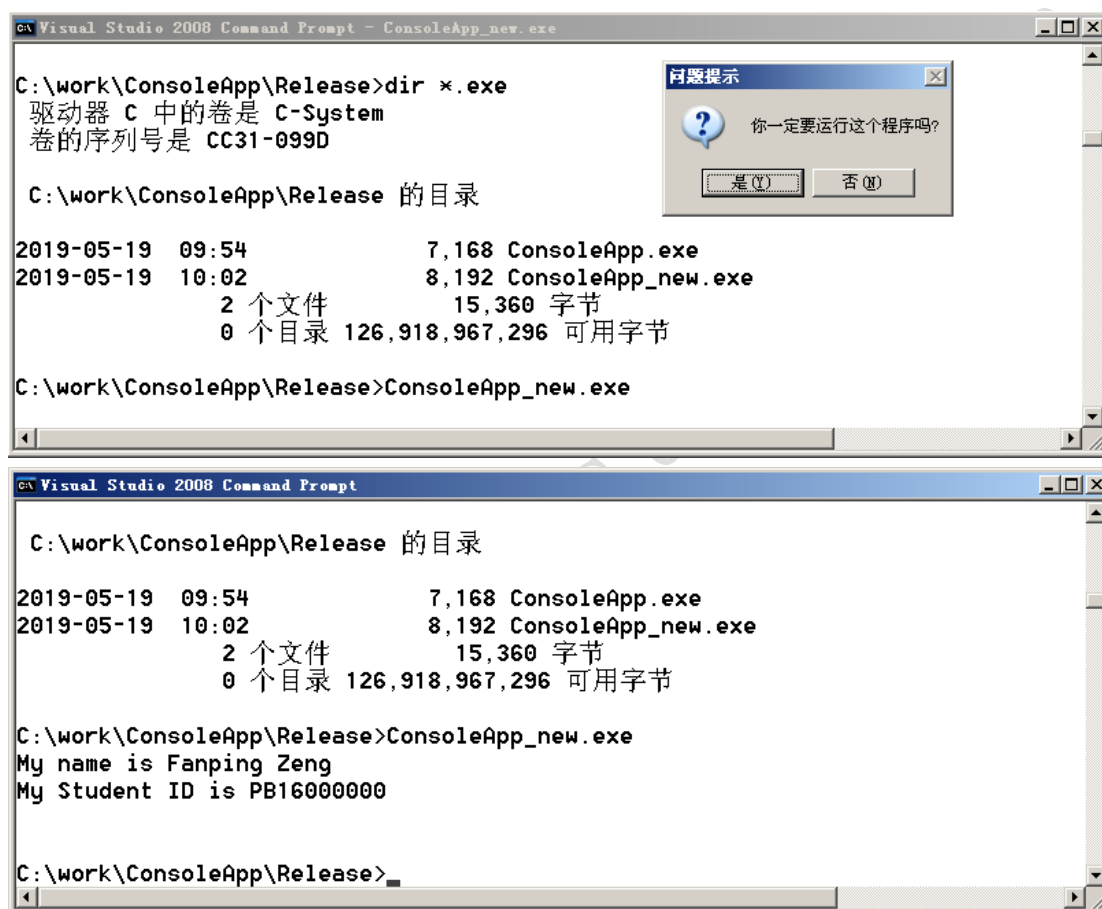 Visual Studio 2008 Command Prompt - ConsoleApp_new.exe
C:\work\ConsoleApp\Release>dir *.exe
驱动器 C 中的卷是 C-System
卷的序列号是 CC31-099D
C:\work\ConsoleApp\Release 的目录
2019-05-19 09:54 7,168 ConsoleApp.exe
2019-05-19 10:02 8,192 ConsoleApp_new.exe
2 个文件 15,360 字节
0 个目录 126,918,967,296 可用字节
C:\work\ConsoleApp\Release>ConsoleApp_new.exe
问题提示
你一定要运行这个程序吗?
是(Y) 否(N)
Visual Studio 2008 Command Prompt
C:\work\ConsoleApp\Release 的目录
2019-05-19 09:54 7,168 ConsoleApp.exe
2019-05-19 10:02 8,192 ConsoleApp_new.exe
2 个文件 15,360 字节
0 个目录 126,918,967,296 可用字节
C:\work\ConsoleApp\Release>ConsoleApp_new.exe
My name is Fanping Zeng
My Student ID is PB16000000
C:\work\ConsoleApp\Release>_